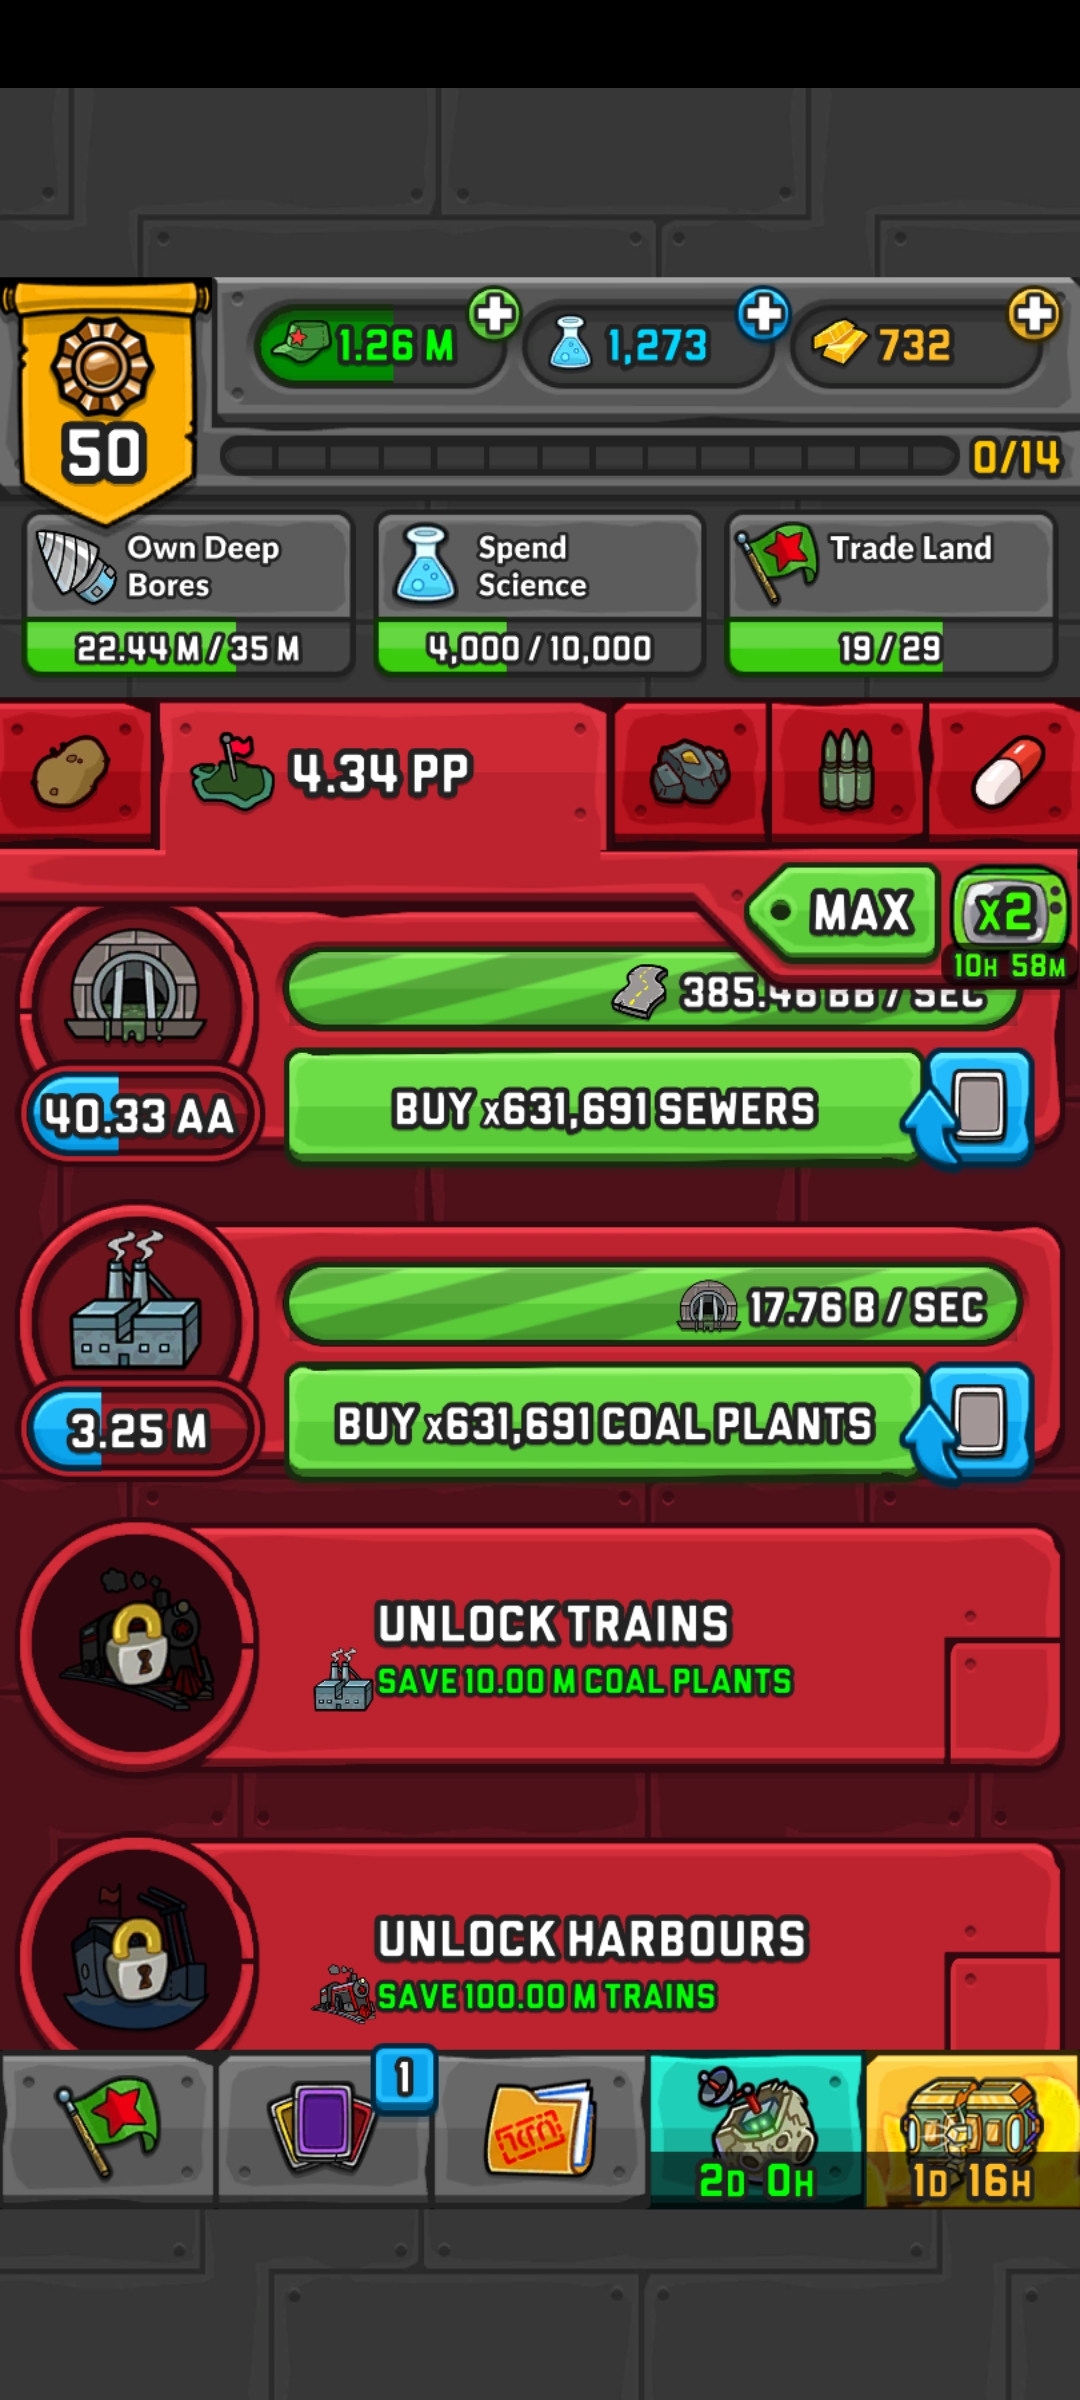 1.26 M
1,273
732
50
0/14
Own Deep
Bores
22.44 M / 35 M
Spend
Science
4,000 / 10,000
Trade Land
19 / 29
4.34 PP
MAX
x2
10H 58M
385.46 BB / SEC
40.33 AA
BUY x631,691 SEWERS
17.76 B / SEC
3.25 M
BUY x631,691 COAL PLANTS
UNLOCK TRAINS
SAVE 10.00 M COAL PLANTS
UNLOCK HARBOURS
SAVE 100.00 M TRAINS
1
2D 0H
1D 16H